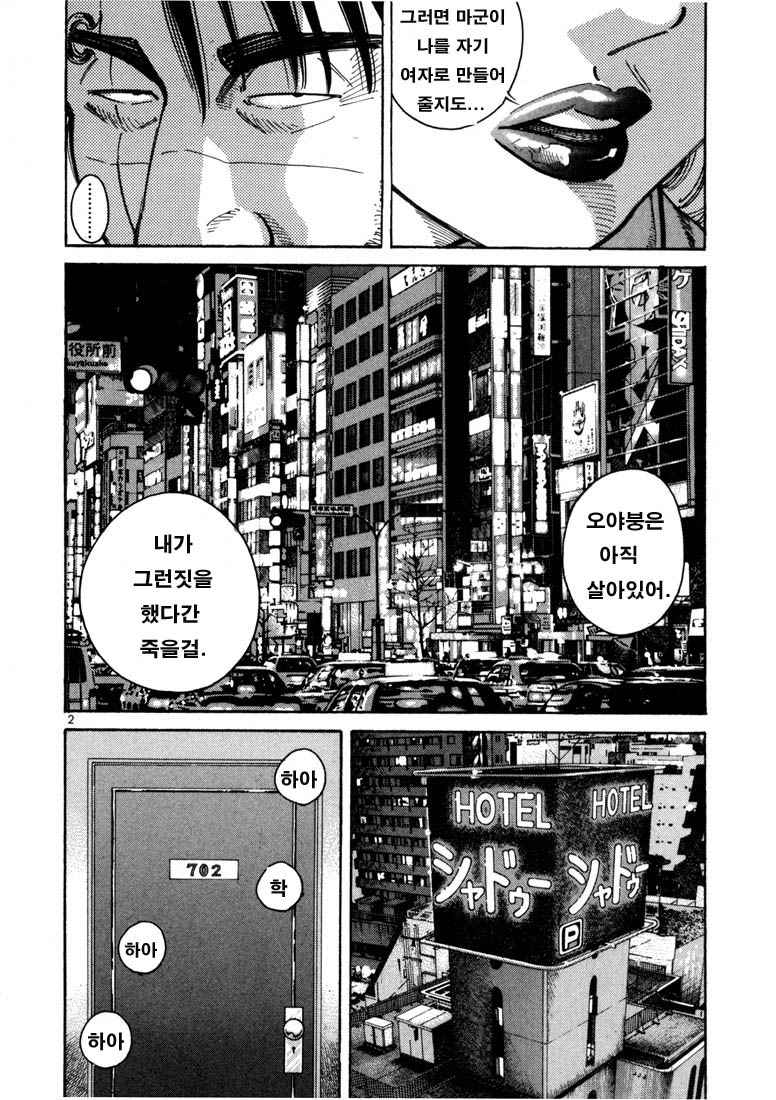 그러면 마군이
나를 자기
여자로 만들어
줄지도...
..........
役所前
SHiDAX
오야붕은
아직
살아있어.
내가
그런짓을
했다간
죽을걸.
2
HOTEL
シャドゥー
HOTEL
シャドゥー
P
702
하아
학
하아
하아